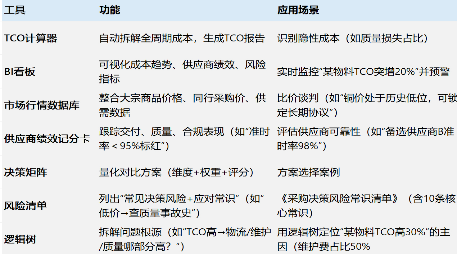 工具 功能 应用场景
TCO计算器 自动拆解全周期成本，生成TCO报告 识别隐性成本（如质量损失占比）
BI看板 可视化成本趋势、供应商绩效、风险 实时监控“某物料TCO突增20%”并预警
指标
市场行情数据库 整合大宗商品价格、同行采购价、供 比价谈判（如“铜价处于历史低位，可锁
需数据 定长期协议”）
供应商绩效记分卡 跟踪交付、质量、合规表现（如“准时 评估供应商可靠性（如“备选供应商B准
率＜95%标红”） 时率98%”）
决策矩阵 量化对比方案（维度+权重+评分） 方案选择案例
风险清单 列出“常见决策风险+应对常识”（如“ 《采购决策风险常识清单》（含10条核
低价→查质量事故史”） 心常识）
逻辑树 拆解问题根源（如“TCO高→物流/维护 用逻辑树定位“某物料TCO高30%”的主
/质量哪部分高？”） 因（维护费占比50%